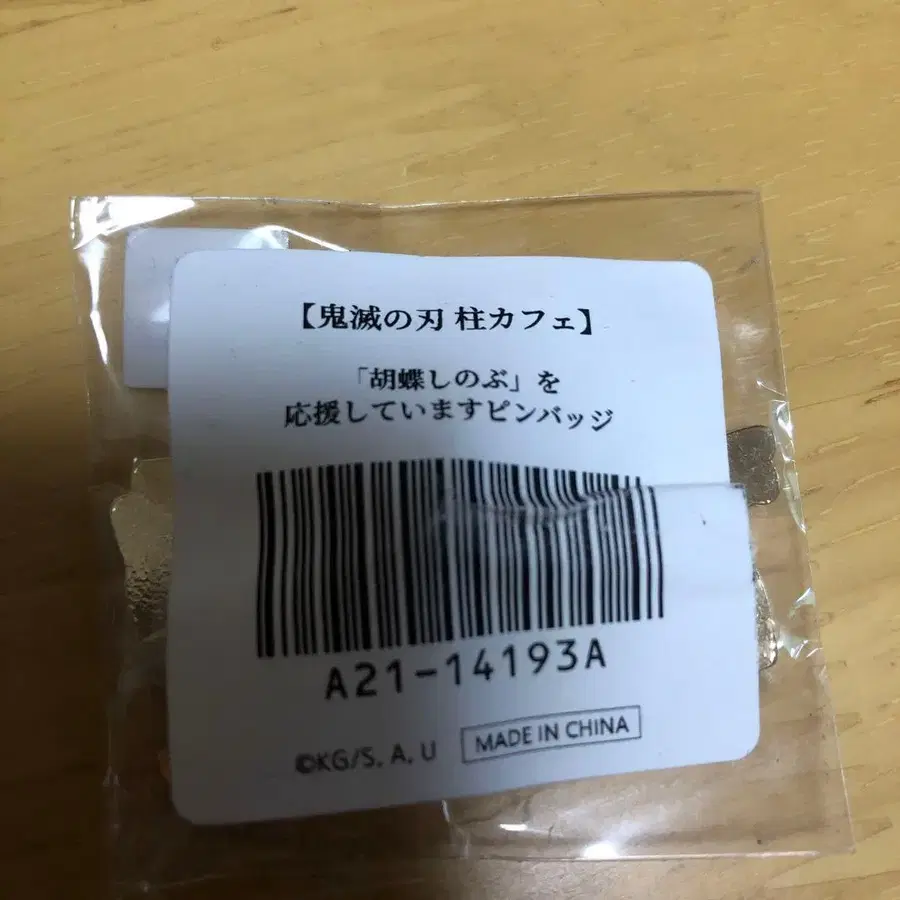 【鬼滅の刃 柱カフェ】
「胡蝶しのぶ」を
応援していますピンバッジ
A21-14193A
©KG/S, A, U
MADE IN CHINA